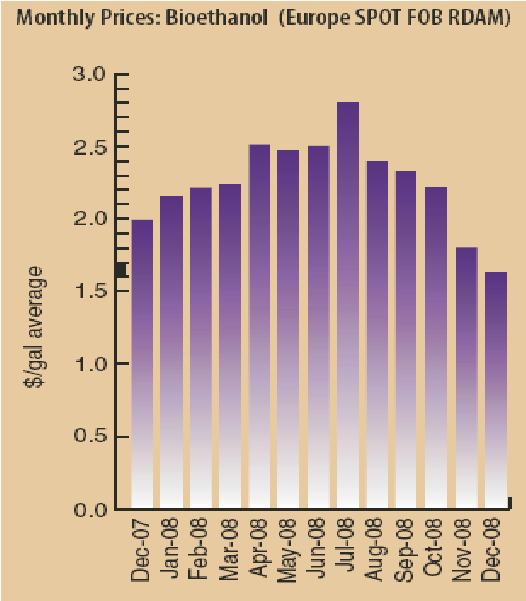 Monthly Prices: Bioethanol (Europe SPOT FOB RDAM)
3.0
2.5
2.0
1.5
1.0
0.5
0.0
$/gal average
Dec-07
Jan-08
Feb-08
Mar-08
Apr-08
May-08
Jun-08
Jul-08
Aug-08
Sep-08
Oct-08
Nov-08
Dec-08